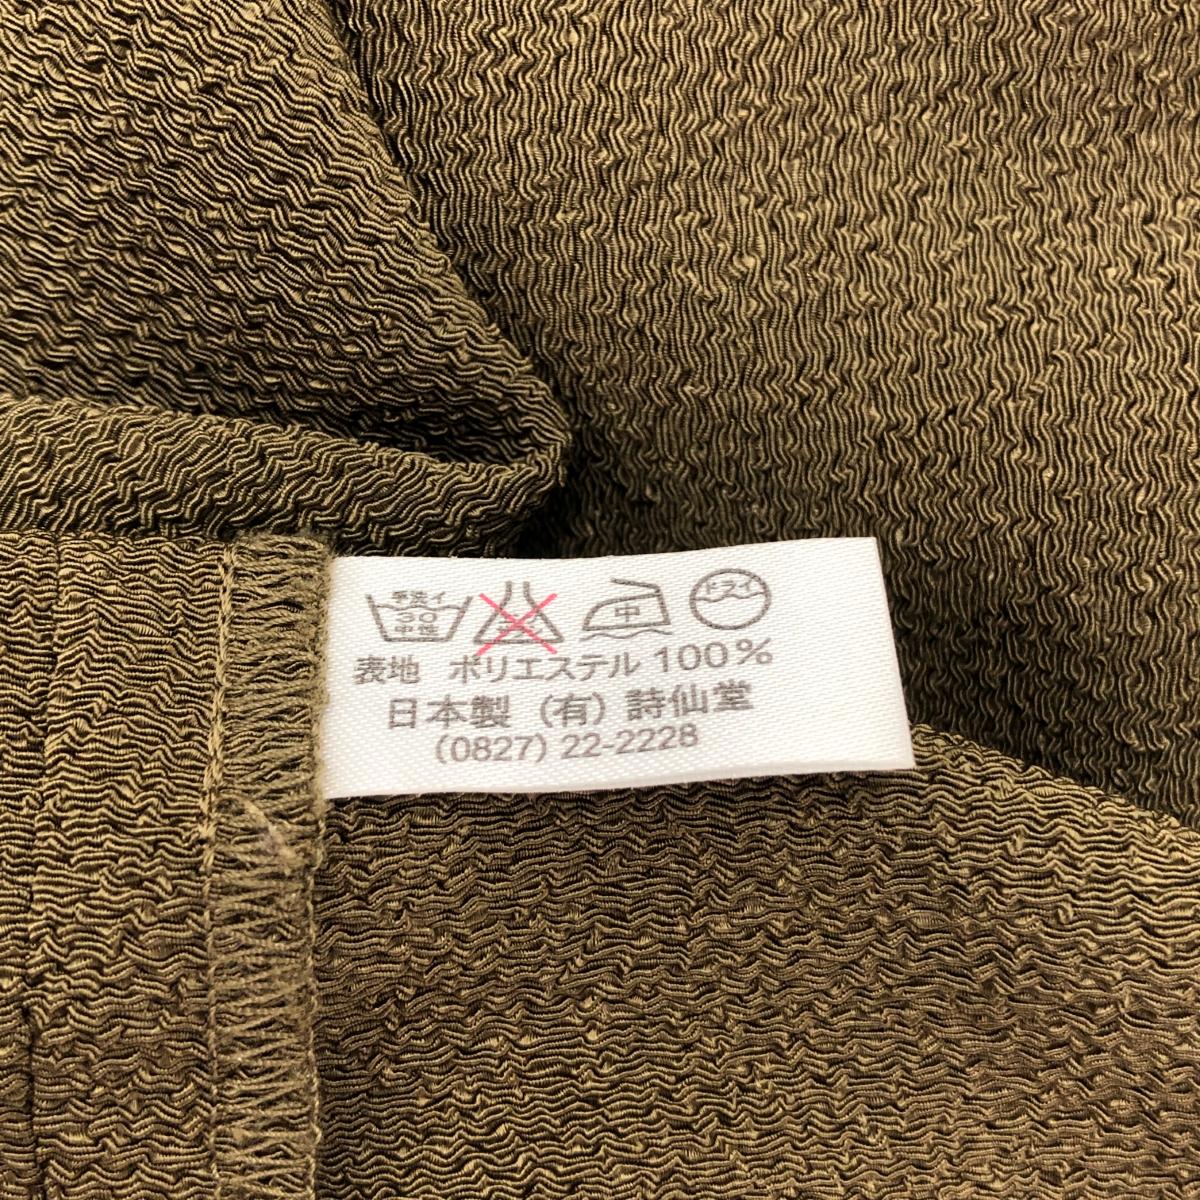 手洗イ 30 中性 中 ドライ
表地 ポリエステル 100%
日本製 (有) 詩仙堂
(0827) 22-2228